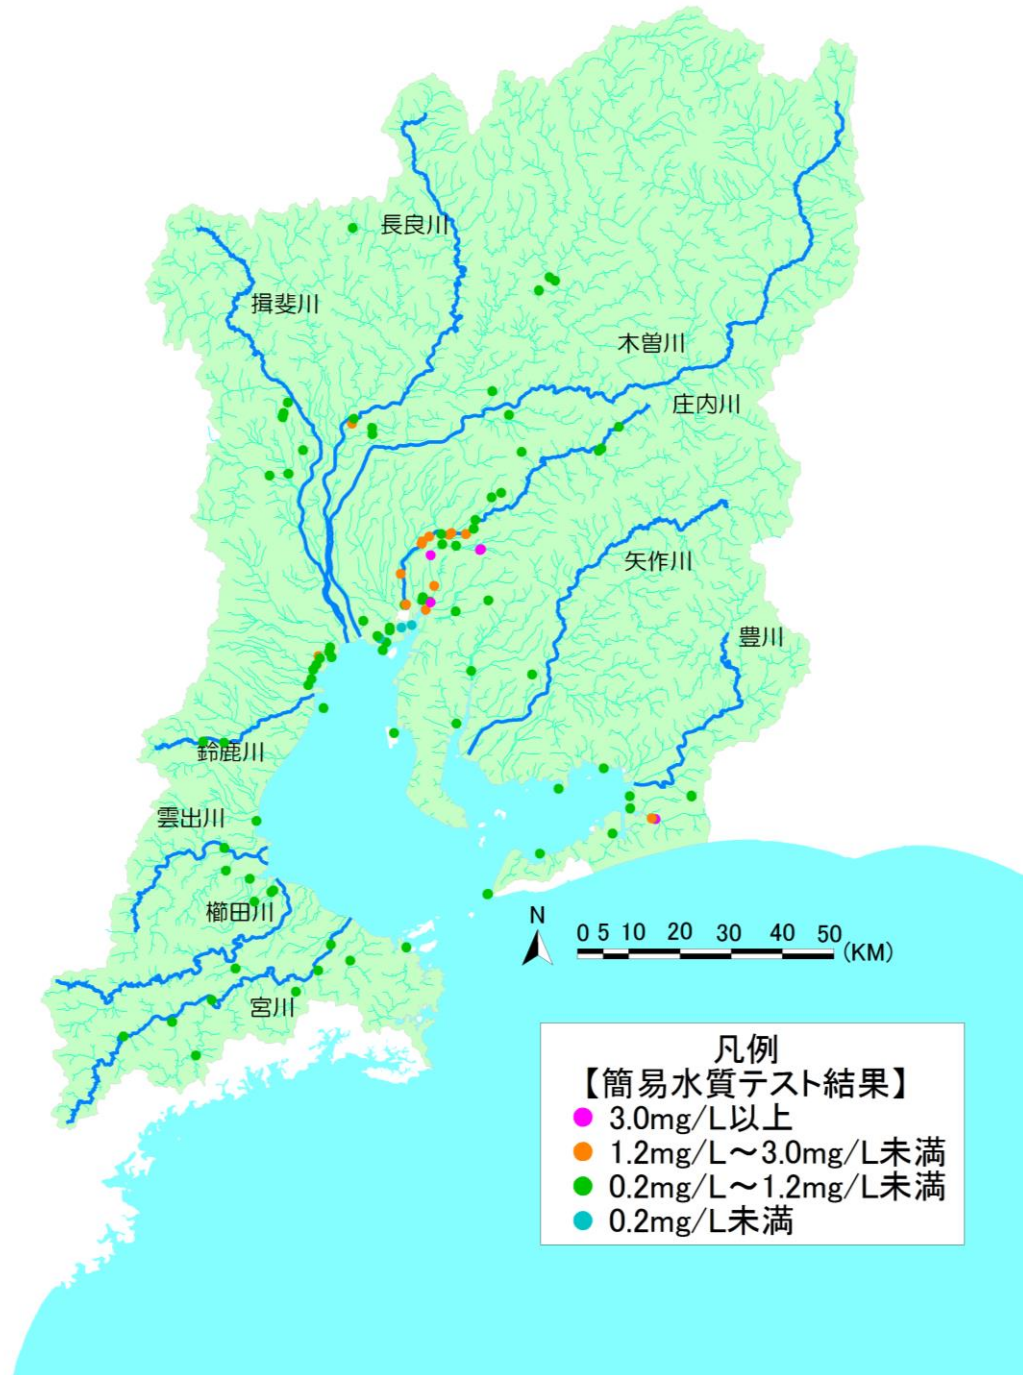 長良川
揖斐川
木曽川
庄内川
矢作川
豊川
鈴鹿川
雲出川
櫛田川
宮川
N
0 5 10 20 30 40 50
(KM)
凡例
【簡易水質テスト結果】
3.0mg/L以上
1.2mg/L～3.0mg/L未満
0.2mg/L～1.2mg/L未満
0.2mg/L未満